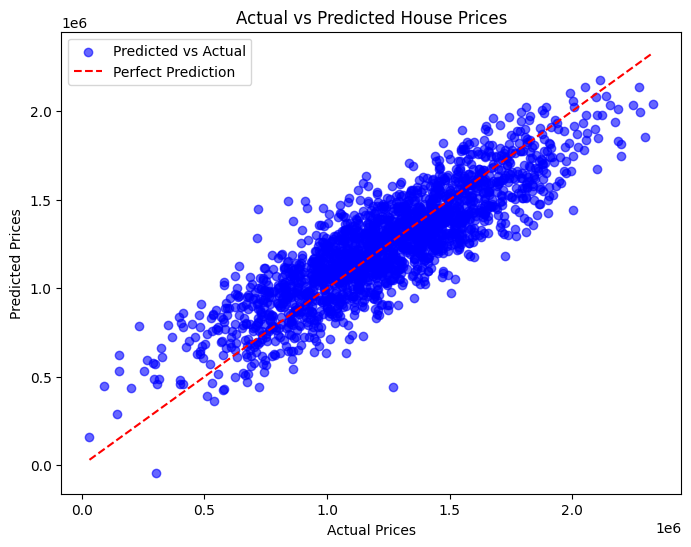 Actual vs Predicted House Prices
1e6
Predicted vs Actual
Perfect Prediction
2.0
1.5
1.0
0.5
0.0
Predicted Prices
0.0 0.5 1.0 1.5 2.0
1e6
Actual Prices